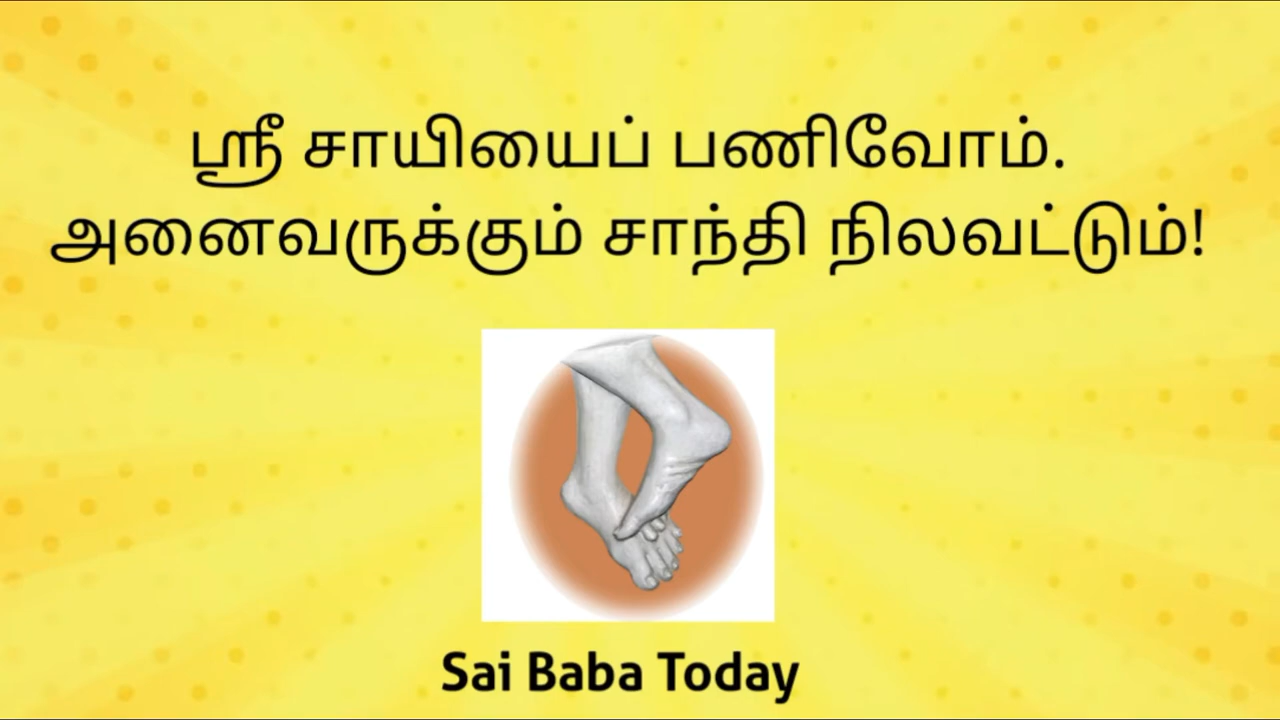 ஸ்ரீ சாயியைப் பணிவோம்.
அனைவருக்கும் சாந்தி நிலவட்டும்!
Sai Baba Today